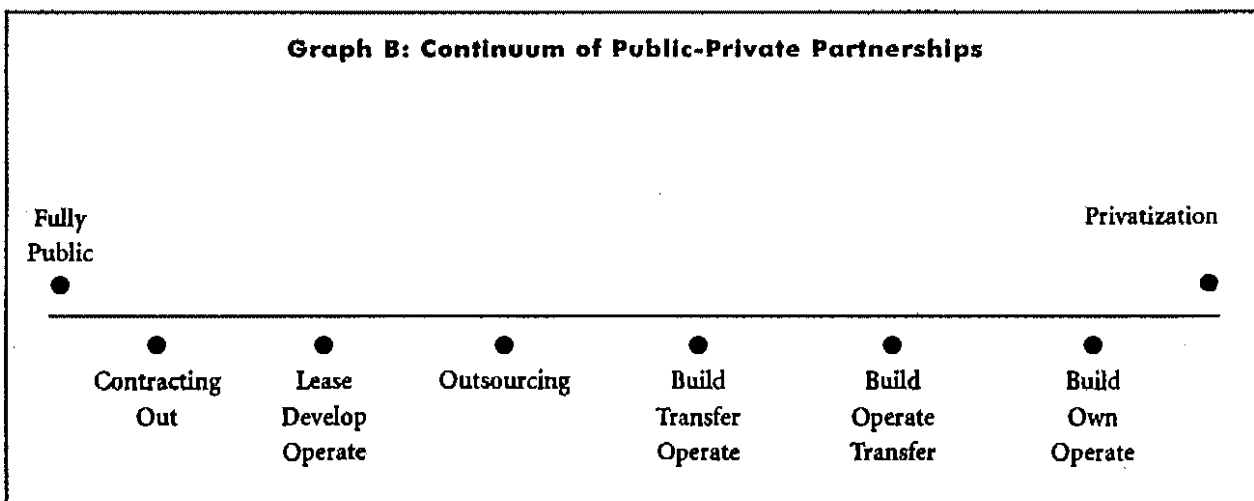 Graph B: Continuum of Public-Private Partnerships
Fully
Public
Privatization
Contracting
Out
Lease
Develop
Operate
Outsourcing
Build
Transfer
Operate
Build
Operate
Transfer
Build
Own
Operate